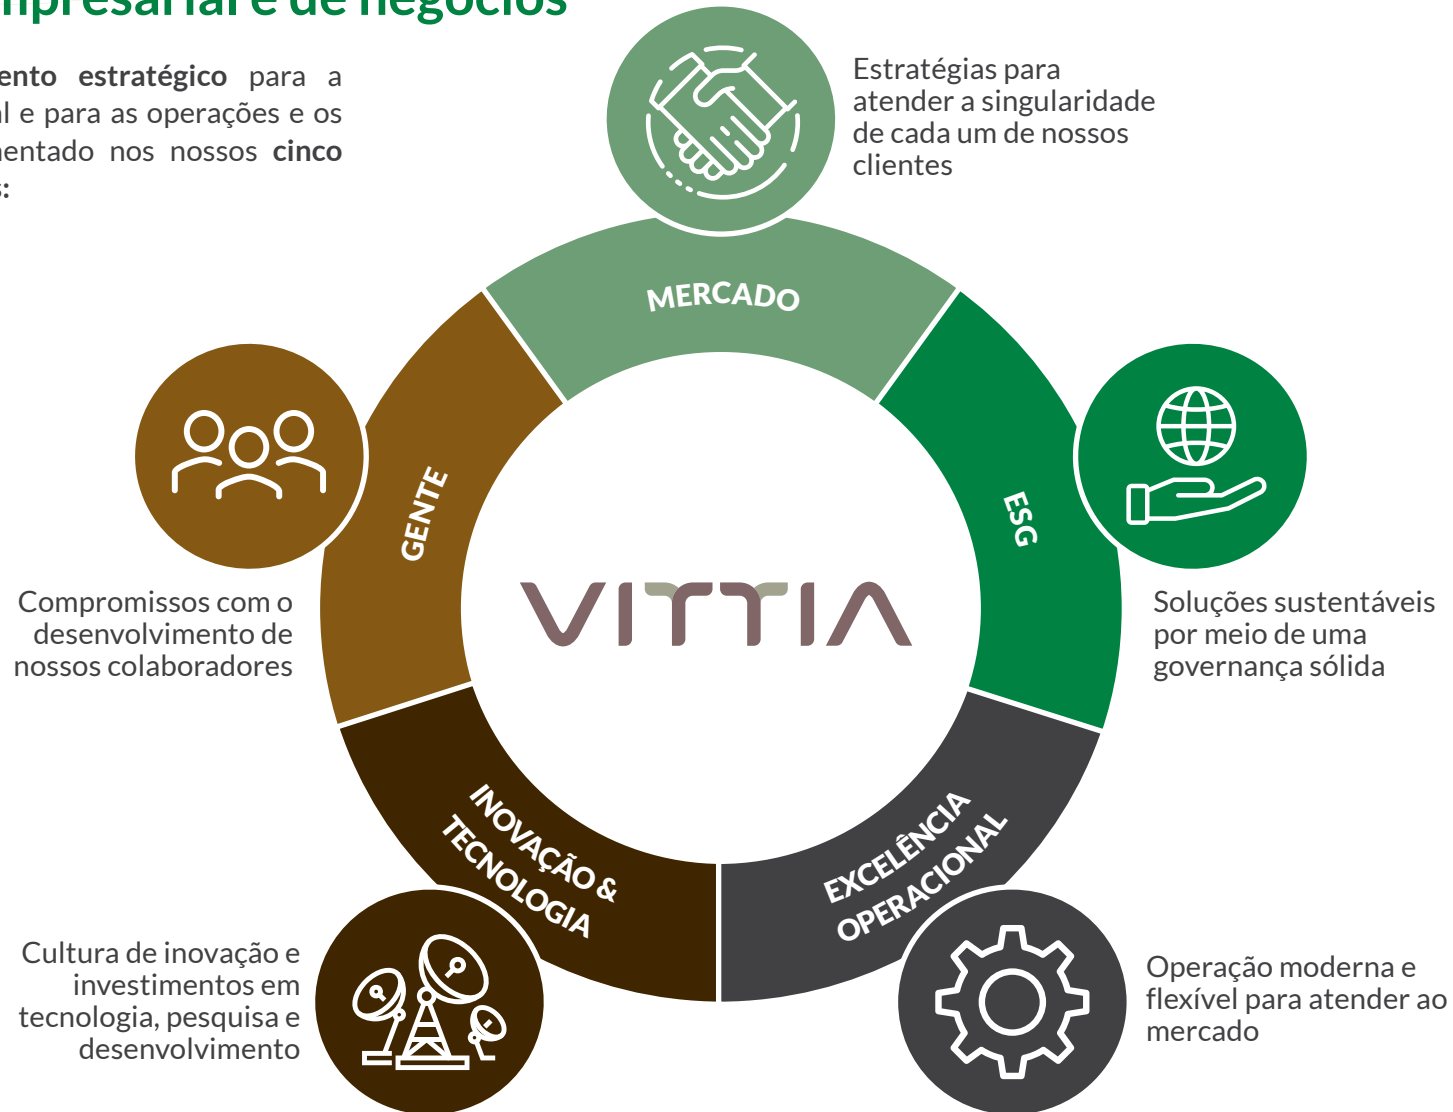 mpresarial e de negócios
ento estratégico para a
l e para as operações e os
nentado nos nossos cinco
s:
Estratégias para
atender a singularidade
de cada um de nossos
clientes
MERCADO
GENTE
ESG
VITTIA
Compromissos com o
desenvolvimento de
nossos colaboradores
Soluções sustentáveis
por meio de uma
governança sólida
INOVAÇÃO &
TECNOLOGIA
EXCELÊNCIA
OPERACIONAL
Cultura de inovação e
investimentos em
tecnologia, pesquisa e
desenvolvimento
Operação moderna e
flexível para atender ao
mercado